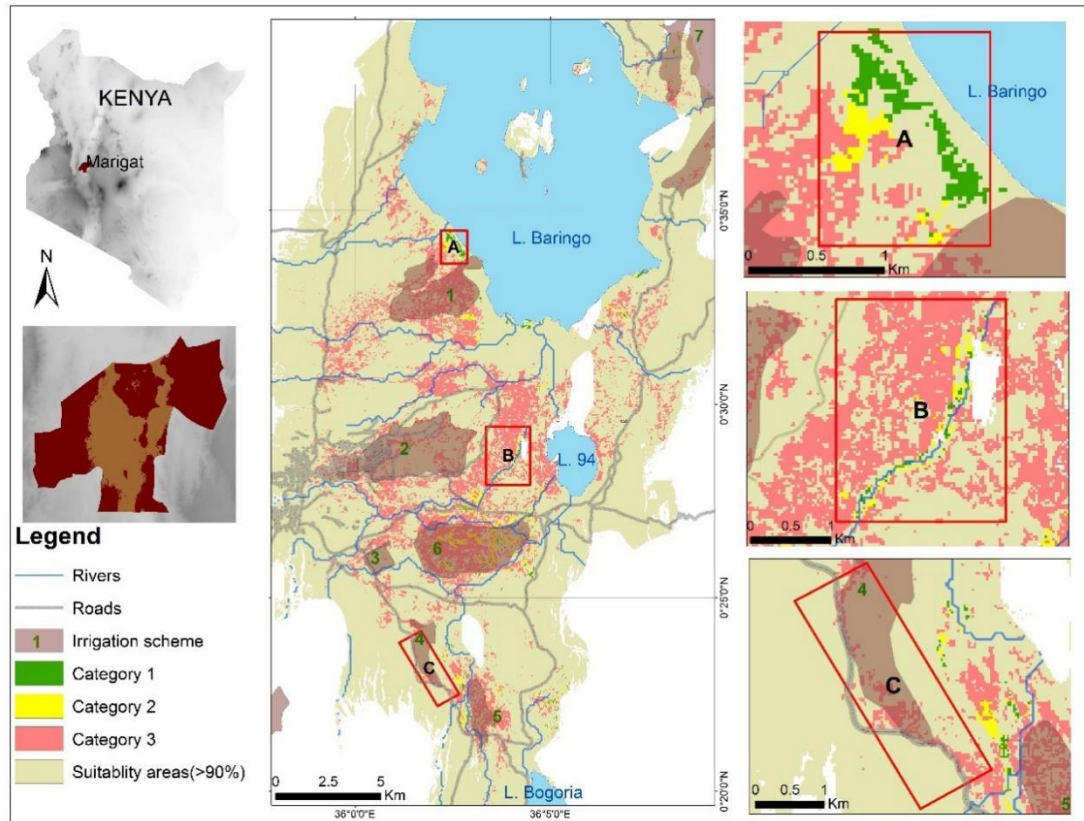 KENYA
Marigat
N
Legend
Rivers
Roads
1 Irrigation scheme
Category 1
Category 2
Category 3
Suitablity areas(>90%)
7
L. Baringo
A
1
2
B
L. 94
3
6
4
C
5
L. Bogoria
0 2.5 5
Km
36°0'0"E
36°5'0"E
0°35'0"N
0°30'0"N
0°25'0"N
0°20'0"N
L. Baringo
A
0 0.5 1
Km
B
0 0.5 1
Km
4
C
0 0.5 1
Km
5